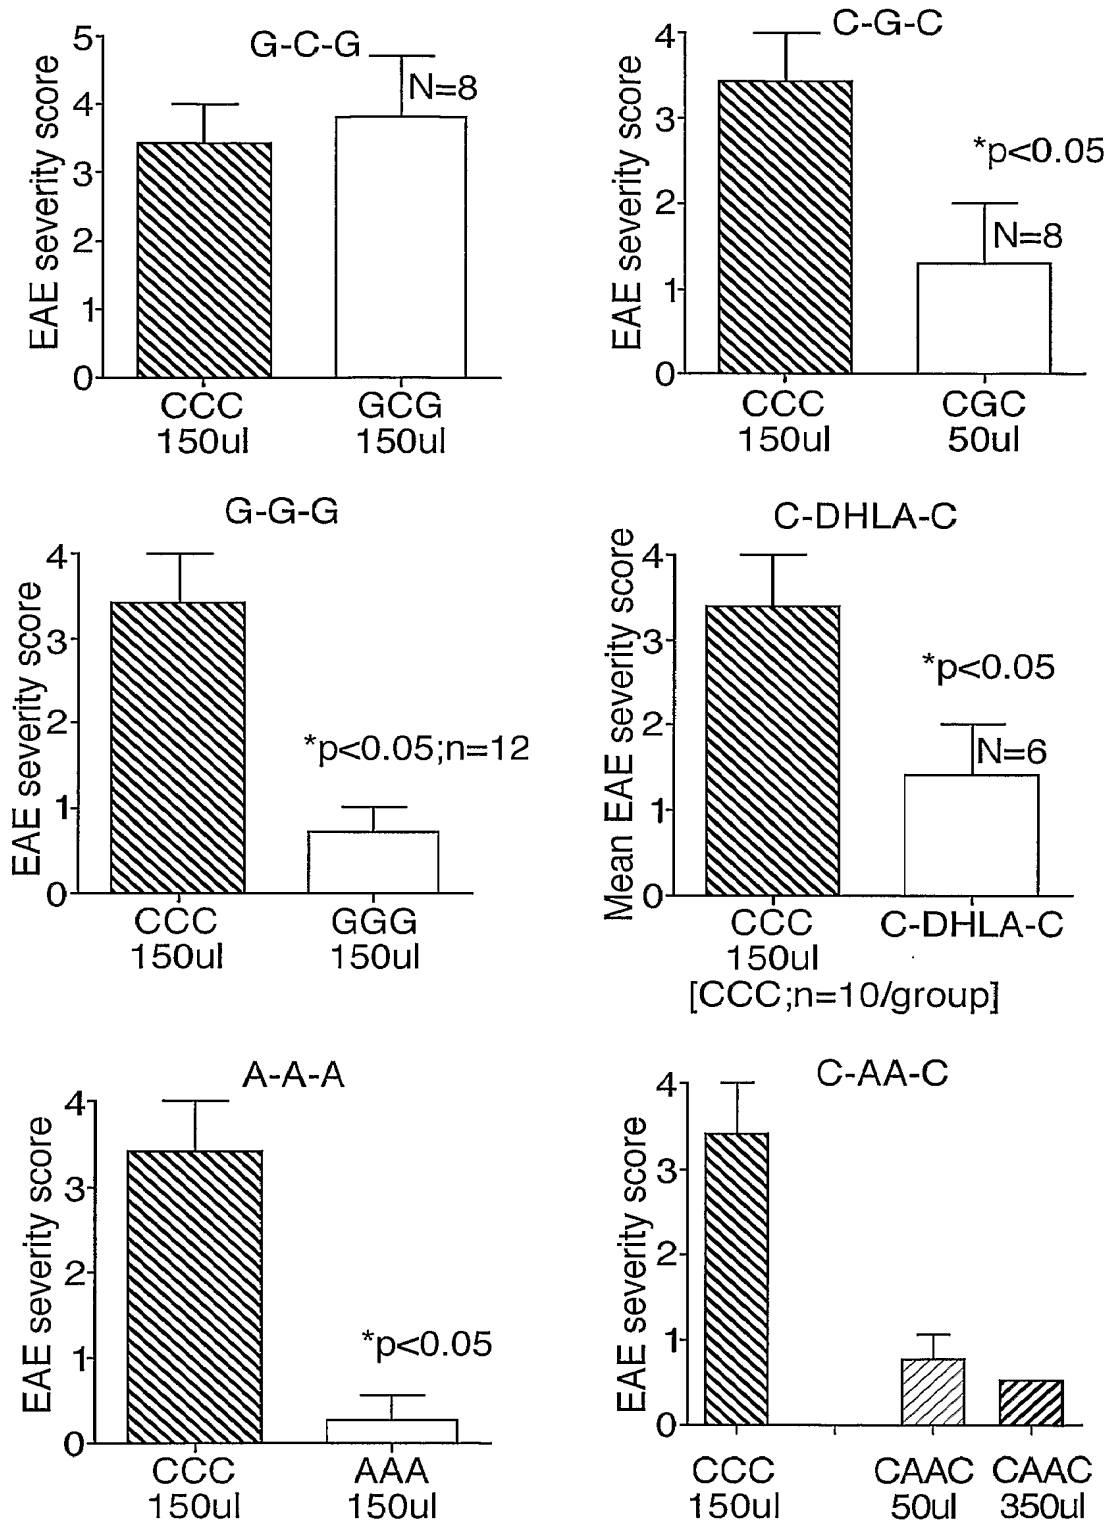 G-C-G
EAE severity score
5
4
3
2
1
0
N=8
CCC
150ul
GCG
150ul
C-G-C
EAE severity score
4
3
2
1
0
*p<0.05
N=8
CCC
150ul
CGC
50ul
G-G-G
EAE severity score
4
3
2
1
0
*p<0.05;n=12
CCC
150ul
GGG
150ul
C-DHLA-C
Mean EAE severity score
4
3
2
1
0
*p<0.05
N=6
CCC
150ul
C-DHLA-C
[CCC;n=10/group]
A-A-A
EAE severity score
4
3
2
1
0
*p<0.05
CCC
150ul
AAA
150ul
C-AA-C
EAE severity score
4
3
2
1
0
CCC
150ul
CAAC
50ul
CAAC
350ul